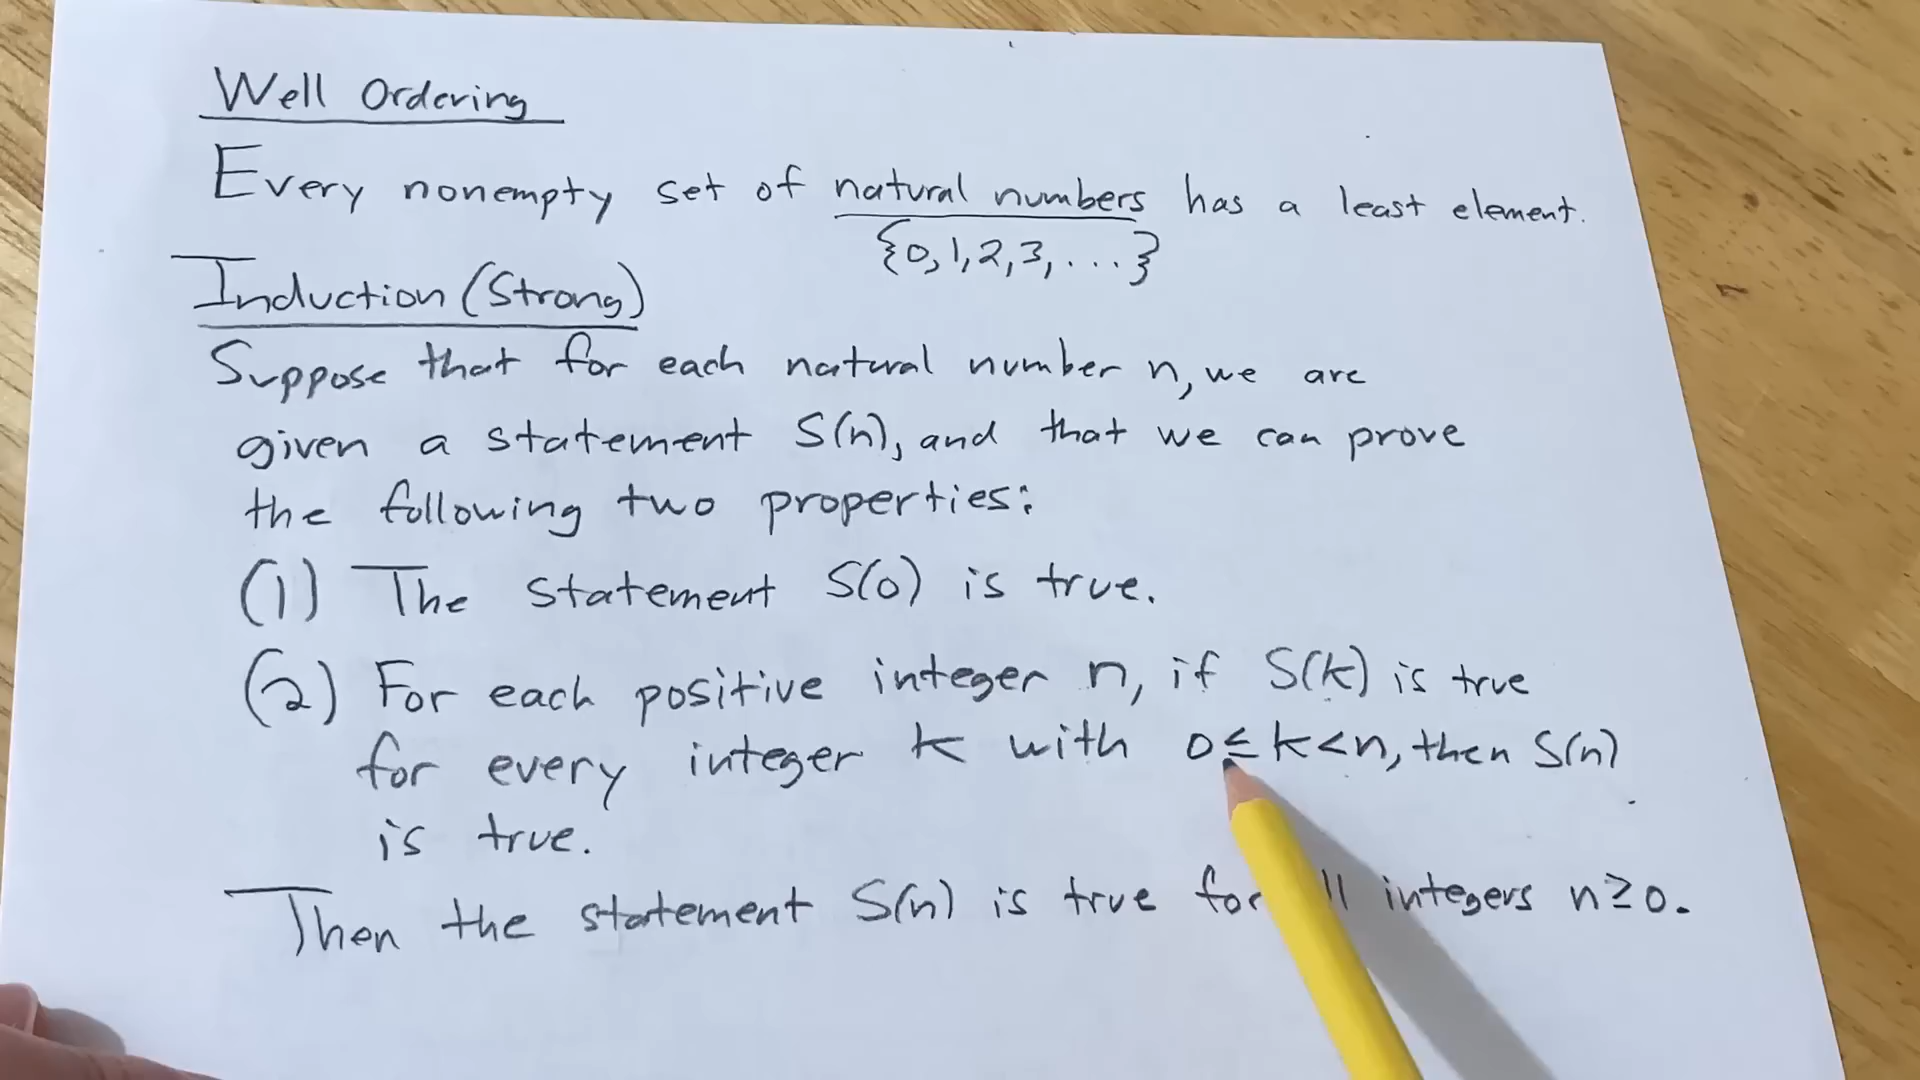 Well Ordering
Every nonempty set of natural numbers has a least element.
{0,1,2,3,...}
Induction (Strong)
Suppose that for each natural number n, we are
given a statement S(n), and that we can prove
the following two properties:
(1) The statement S(0) is true.
(2) For each positive integer n, if S(k) is true
for every integer k with 0≤k<n, then S(n)
is true.
Then the statement S(n) is true for ll integers n≥0.